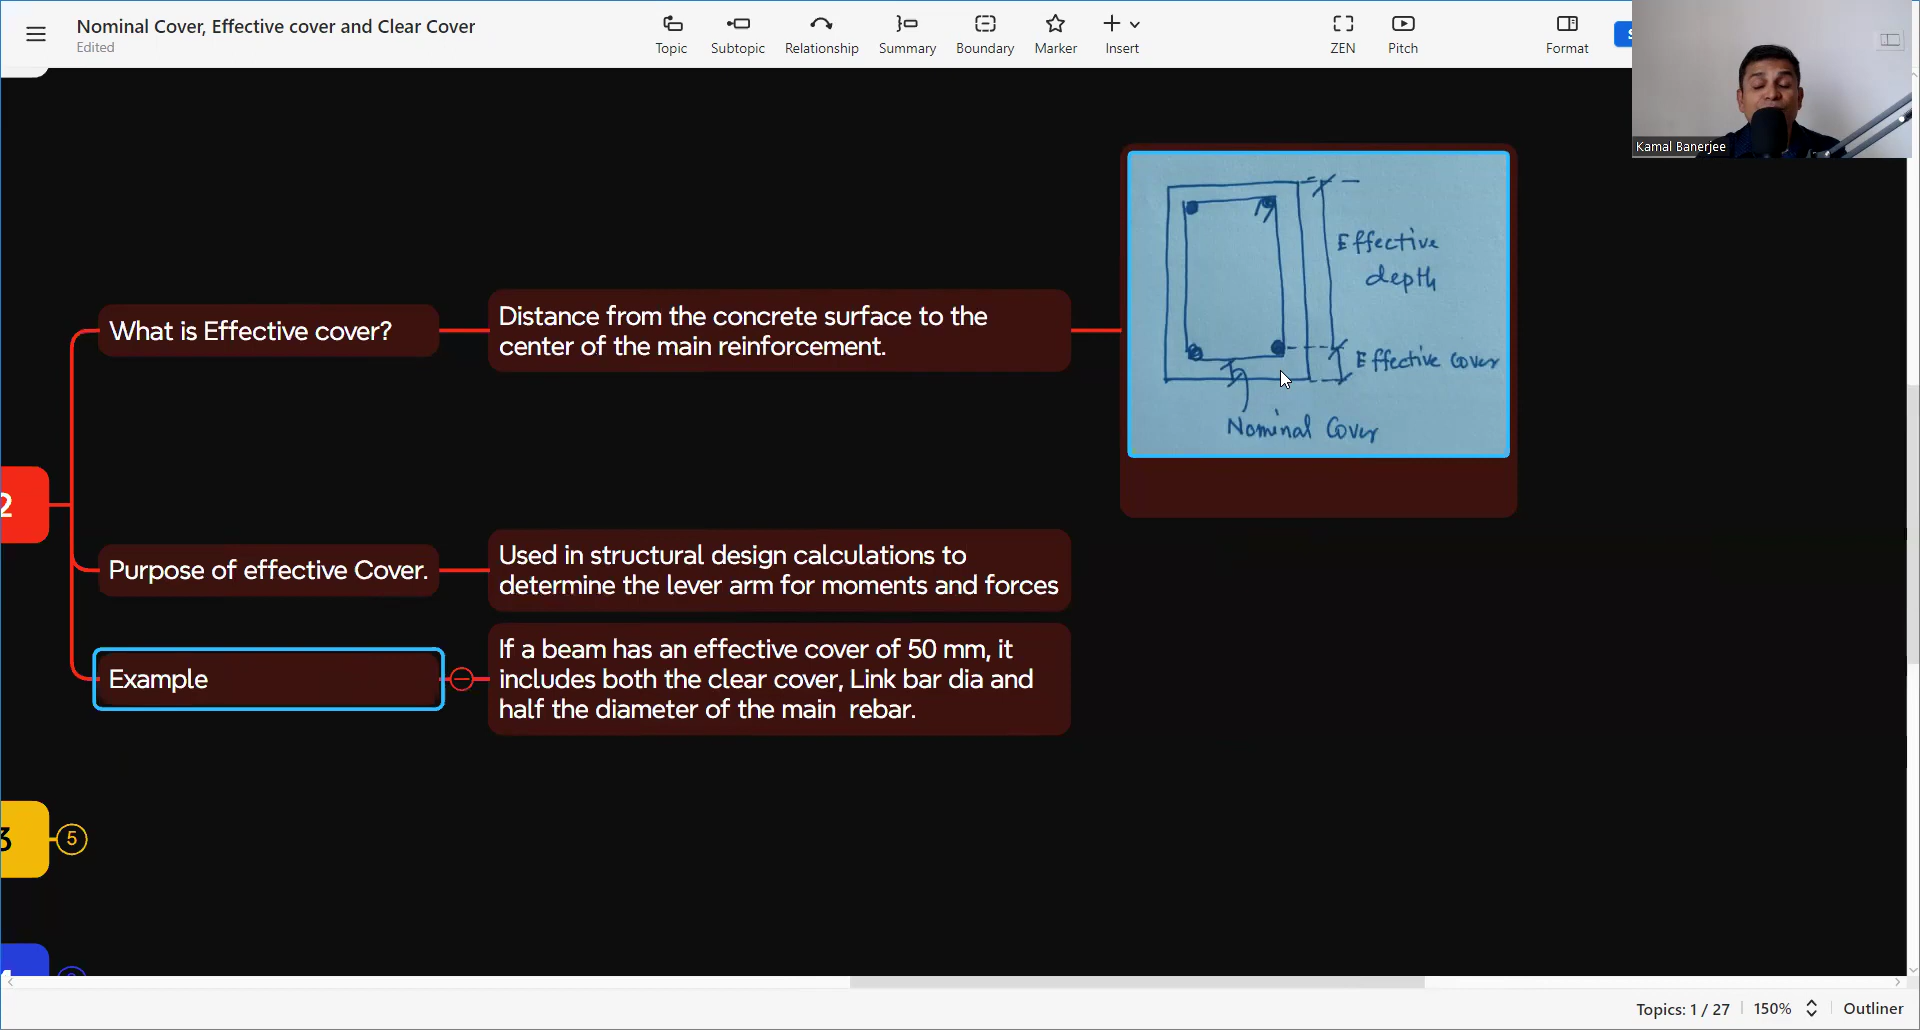 Nominal Cover, Effective cover and Clear Cover
Edited
Topic
Subtopic
Relationship
Summary
Boundary
Marker
Insert
ZEN
Pitch
Format
S
Kamal Banerjee
What is Effective cover?
Distance from the concrete surface to the
center of the main reinforcement.
Effective
depth
Effective Cover
Nominal Cover
2
Purpose of effective Cover.
Used in structural design calculations to
determine the lever arm for moments and forces
Example
If a beam has an effective cover of 50 mm, it
includes both the clear cover, Link bar dia and
half the diameter of the main rebar.
3
5
Topics: 1 / 27
150%
Outliner